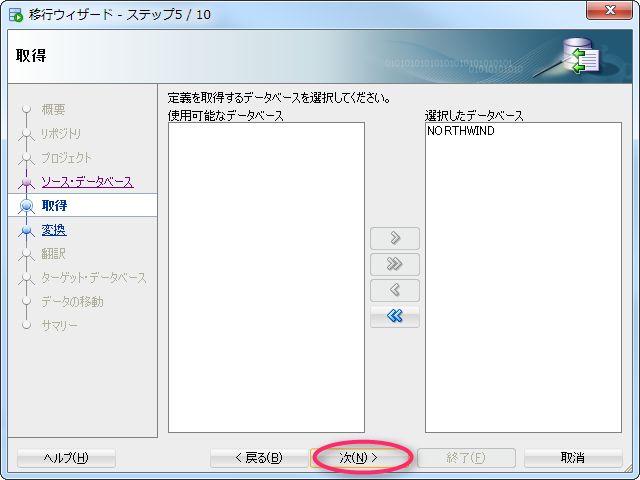 移行ウィザード - ステップ5 / 10
取得
0101010101010101010101010101
01010101010
定義を取得するデータベースを選択してください。
使用可能なデータベース
選択したデータベース
NORTHWIND
概要
リポジトリ
プロジェクト
ソース・データベース
取得
変換
翻訳
ターゲット・データベース
データの移動
サマリー
ヘルプ(H)
< 戻る(B)
次(N) >
終了(F)
取消